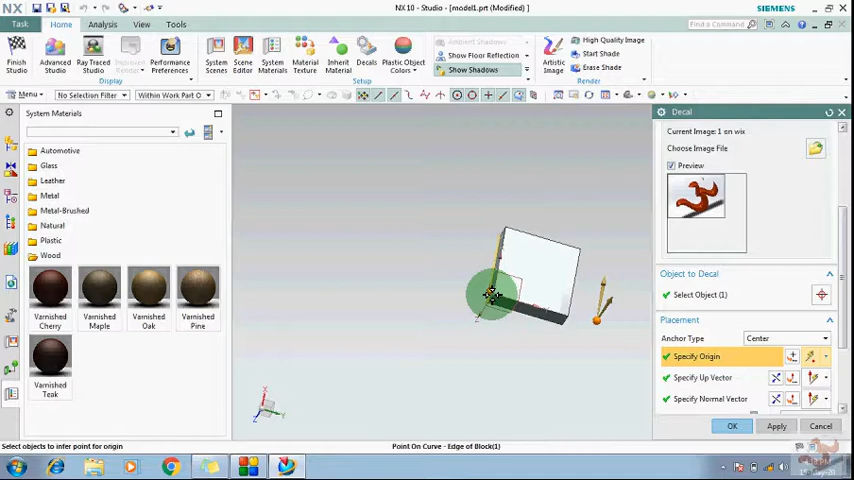 NX NX 10 - Studio - [model1.prt (Modified) ] SIEMENS
Task Home Analysis View Tools Find a Command
Finish Studio
Advanced Studio
Ray Traced Studio
Improved Render
Performance Preferences
System Scenes
Scene Editor
System Materials
Material Texture
Inherit Material
Decals
Plastic Object Colors
Ambient Shadows
Show Floor Reflection
Show Shadows
Artistic Image
High Quality Image
Start Shade
Erase Shade
Display Setup Render
Menu No Selection Filter Within Work Part O
System Materials
Automotive
Glass
Leather
Metal
Metal-Brushed
Natural
Plastic
Wood
Varnished Cherry
Varnished Maple
Varnished Oak
Varnished Pine
Varnished Teak
X
Y
Z
Decal
Current Image: 1 on wix
Choose Image File
Preview
Object to Decal
Select Object (1)
Placement
Anchor Type Center
Specify Origin
Specify Up Vector
Specify Normal Vector
OK Apply Cancel
Select objects to infer point for origin Point On Curve - Edge of Block(1)